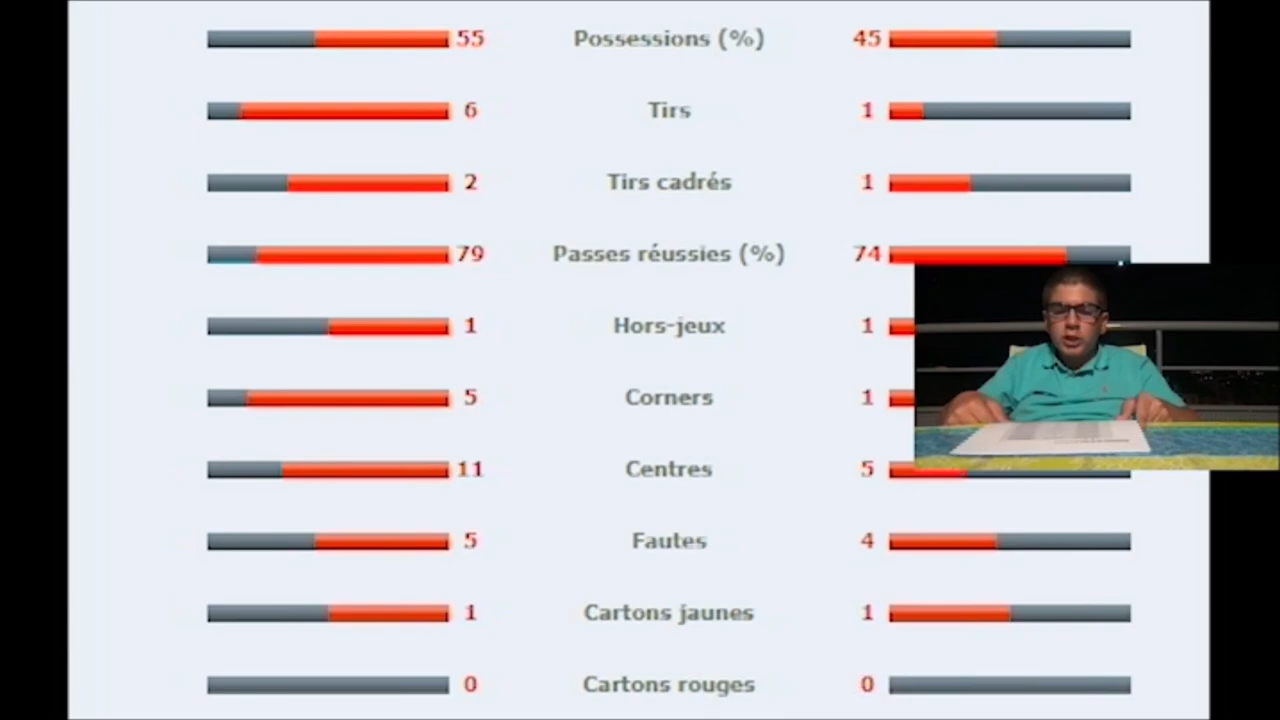 55 Possessions (%) 45
6 Tirs 1
2 Tirs cadrés 1
79 Passes réussies (%) 74
1 Hors-jeux 1
5 Corners 1
11 Centres 5
5 Fautes 4
1 Cartons jaunes 1
0 Cartons rouges 0